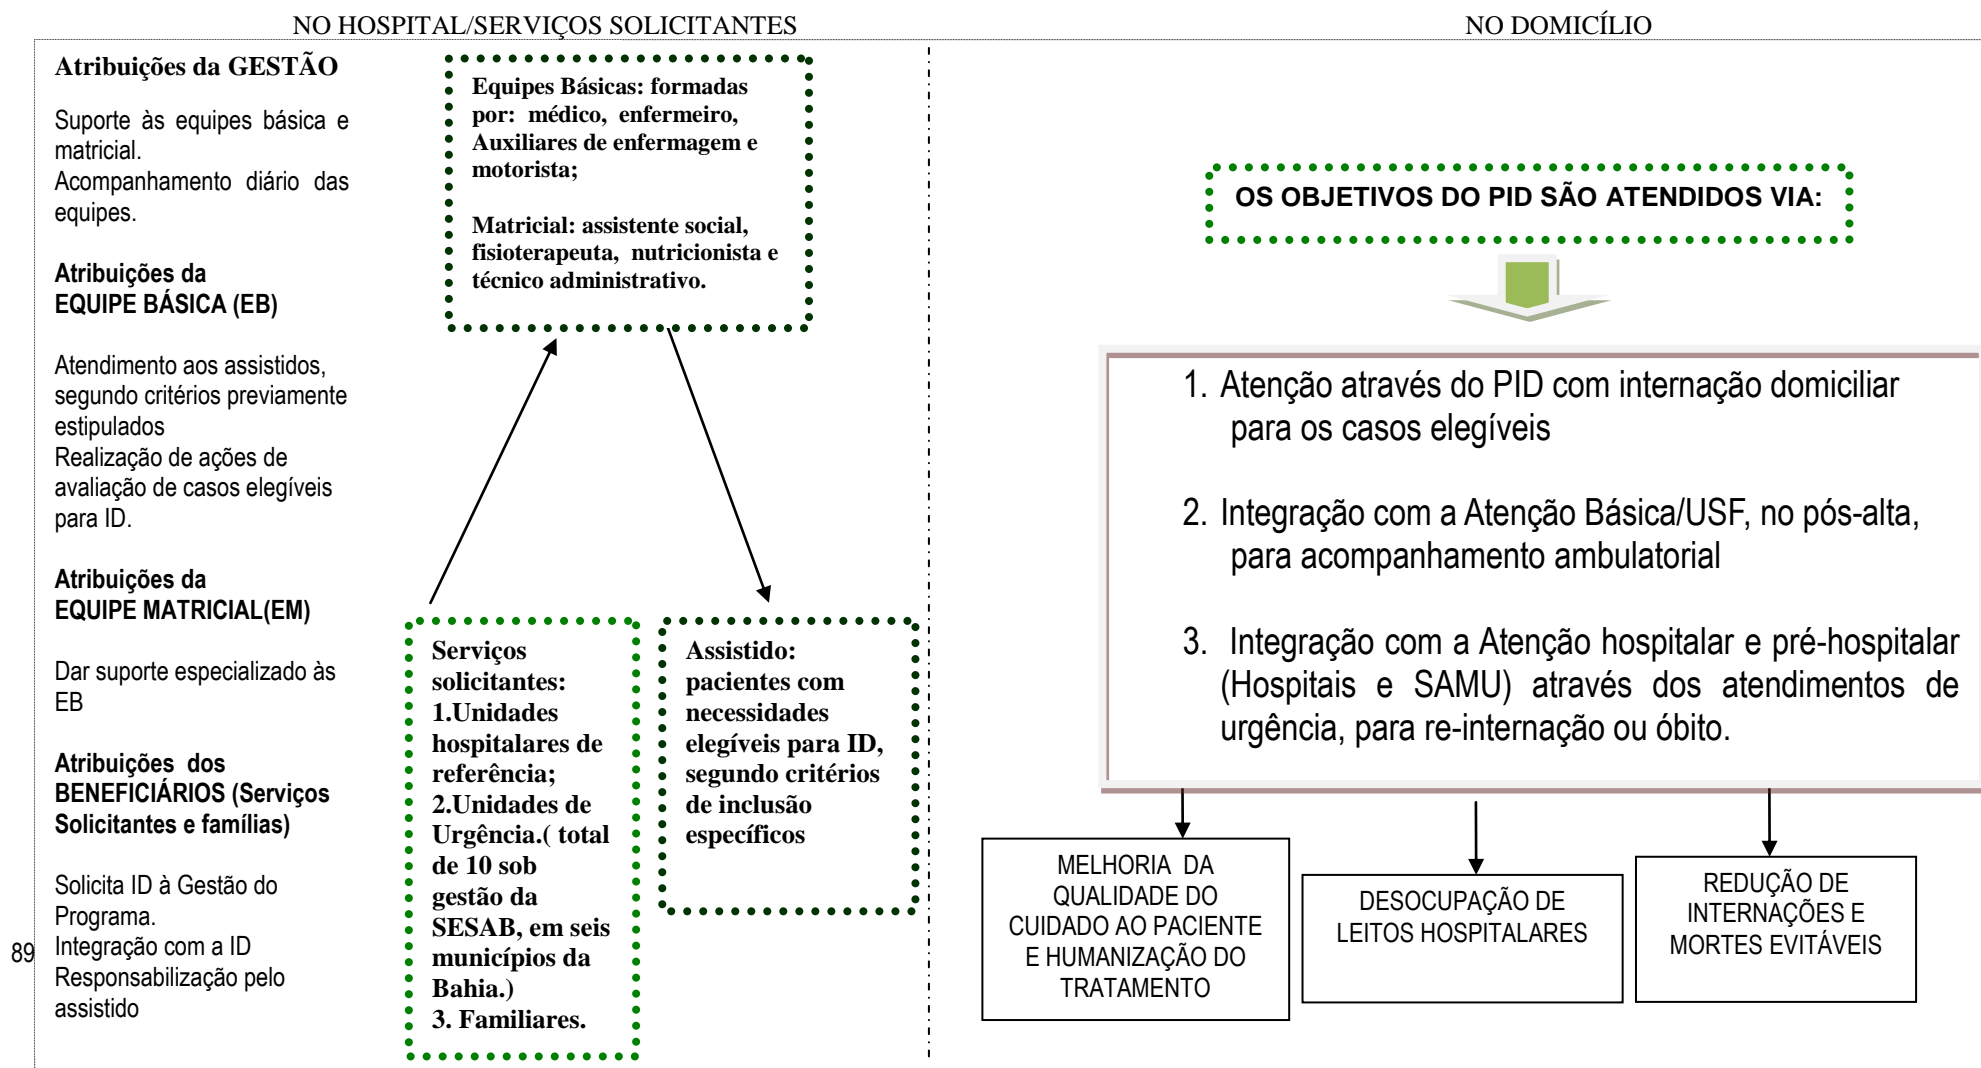 NO HOSPITAL/SERVIÇOS SOLICITANTES
NO DOMICÍLIO
Atribuições da GESTÃO
Suporte às equipes básica e
matricial.
Acompanhamento diário das
equipes.
Atribuições da
EQUIPE BÁSICA (EB)
Atendimento aos assistidos,
segundo critérios previamente
estipulados
Realização de ações de
avaliação de casos elegíveis
para ID.
Atribuições da
EQUIPE MATRICIAL(EM)
Dar suporte especializado às
EB
Atribuições dos
BENEFICIÁRIOS (Serviços
Solicitantes e famílias)
Solicita ID à Gestão do
Programa.
Integração com a ID
Responsabilização pelo
assistido
89
Equipes Básicas: formadas
por: médico, enfermeiro,
Auxiliares de enfermagem e
motorista;
Matricial: assistente social,
fisioterapeuta, nutricionista e
técnico administrativo.
Serviços
solicitantes:
1.Unidades
hospitalares de
referência;
2.Unidades de
Urgência.( total
de 10 sob
gestão da
SESAB, em seis
municípios da
Bahia.)
3. Familiares.
Assistido:
pacientes com
necessidades
elegíveis para ID,
segundo critérios
de inclusão
específicos
OS OBJETIVOS DO PID SÃO ATENDIDOS VIA:
1. Atenção através do PID com internação domiciliar
para os casos elegíveis
2. Integração com a Atenção Básica/USF, no pós-alta,
para acompanhamento ambulatorial
3. Integração com a Atenção hospitalar e pré-hospitalar
(Hospitais e SAMU) através dos atendimentos de
urgência, para re-internação ou óbito.
MELHORIA DA
QUALIDADE DO
CUIDADO AO PACIENTE
E HUMANIZAÇÃO DO
TRATAMENTO
DESOCUPAÇÃO DE
LEITOS HOSPITALARES
REDUÇÃO DE
INTERNAÇÕES E
MORTES EVITÁVEIS